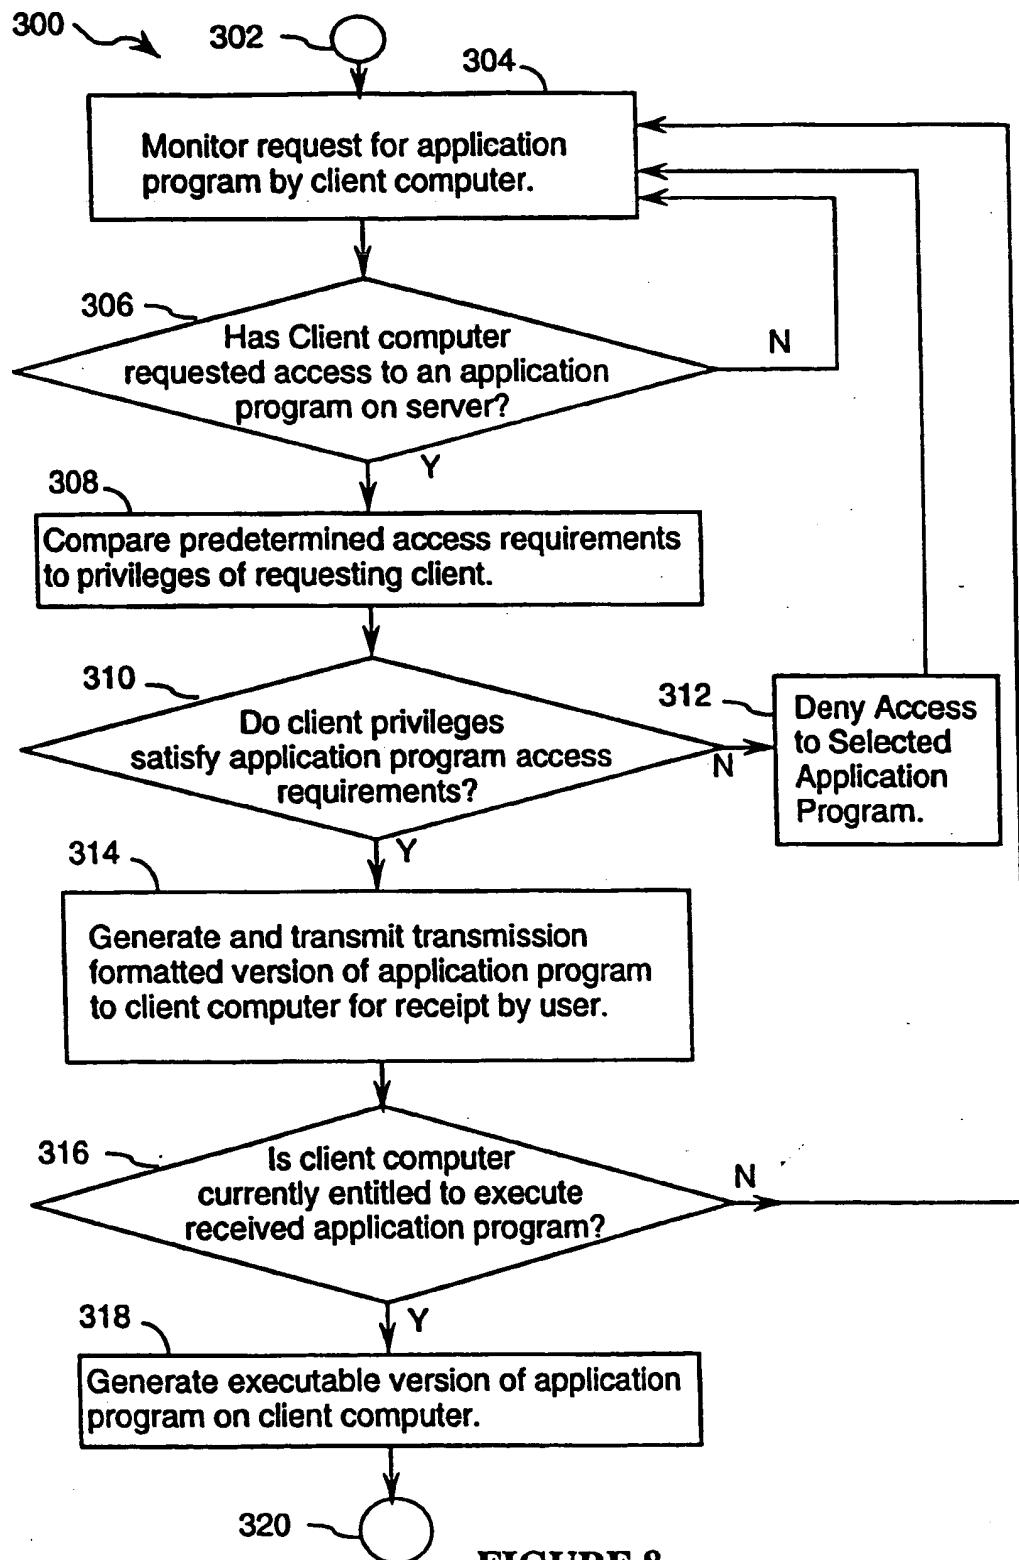 300
302
304
Monitor request for application
program by client computer.
306
Has Client computer
requested access to an application
program on server?
N
Y
308
Compare predetermined access requirements
to privileges of requesting client.
310
Do client privileges
satisfy application program access
requirements?
N
312
Deny Access
to Selected
Application
Program.
Y
314
Generate and transmit transmission
formatted version of application program
to client computer for receipt by user.
316
Is client computer
currently entitled to execute
received application program?
N
Y
318
Generate executable version of application
program on client computer.
320
FIGURE 8